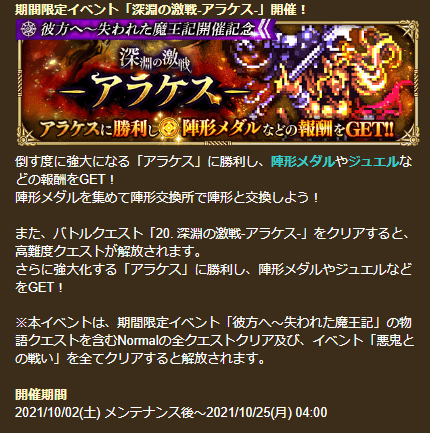 期間限定イベント「深淵の激戦-アラケス-」開催！
彼方へ～失われた魔王記開催記念
深淵の激戦
－アラケス－
アラケスに勝利し陣形メダルなどの報酬をGET!!
倒す度に強大になる「アラケス」に勝利し、陣形メダルやジュエルな
どの報酬をGET！
陣形メダルを集めて陣形交換所で陣形と交換しよう！
また、バトルクエスト「20. 深淵の激戦-アラケス-」をクリアすると、
高難度クエストが解放されます。
さらに強大化する「アラケス」に勝利し、陣形メダルやジュエルなど
をGET！
※本イベントは、期間限定イベント「彼方へ～失われた魔王記」の物
語クエストを含むNormalの全クエストクリア及び、イベント「悪鬼と
の戦い」を全てクリアすると解放されます。
開催期間
2021/10/02(土) メンテナンス後～2021/10/25(月) 04:00